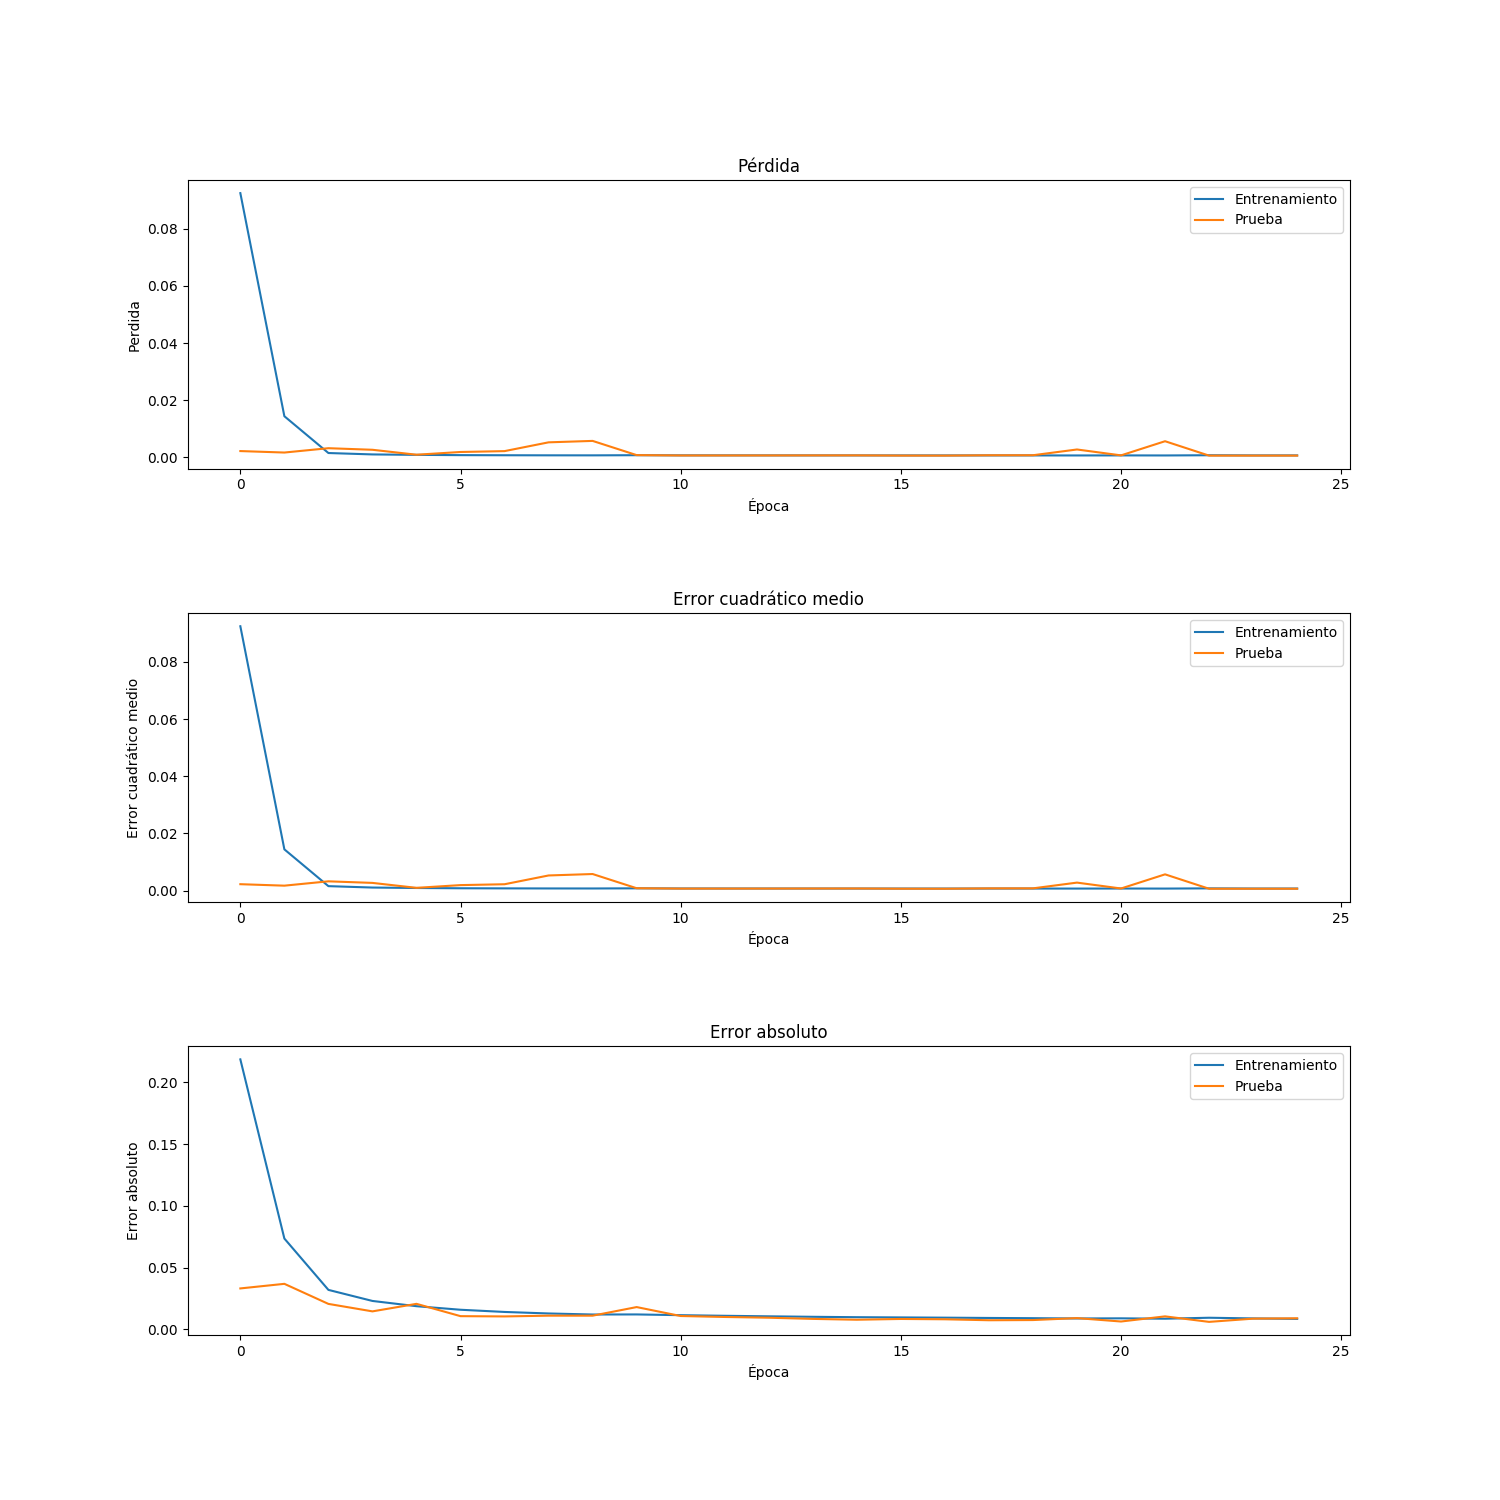 Pérdida
Entrenamiento
Prueba
Perdida
0.08
0.06
0.04
0.02
0.00
0 5 10 15 20 25
Época
Error cuadrático medio
Entrenamiento
Prueba
Error cuadrático medio
0.08
0.06
0.04
0.02
0.00
0 5 10 15 20 25
Época
Error absoluto
Entrenamiento
Prueba
Error absoluto
0.20
0.15
0.10
0.05
0.00
0 5 10 15 20 25
Época